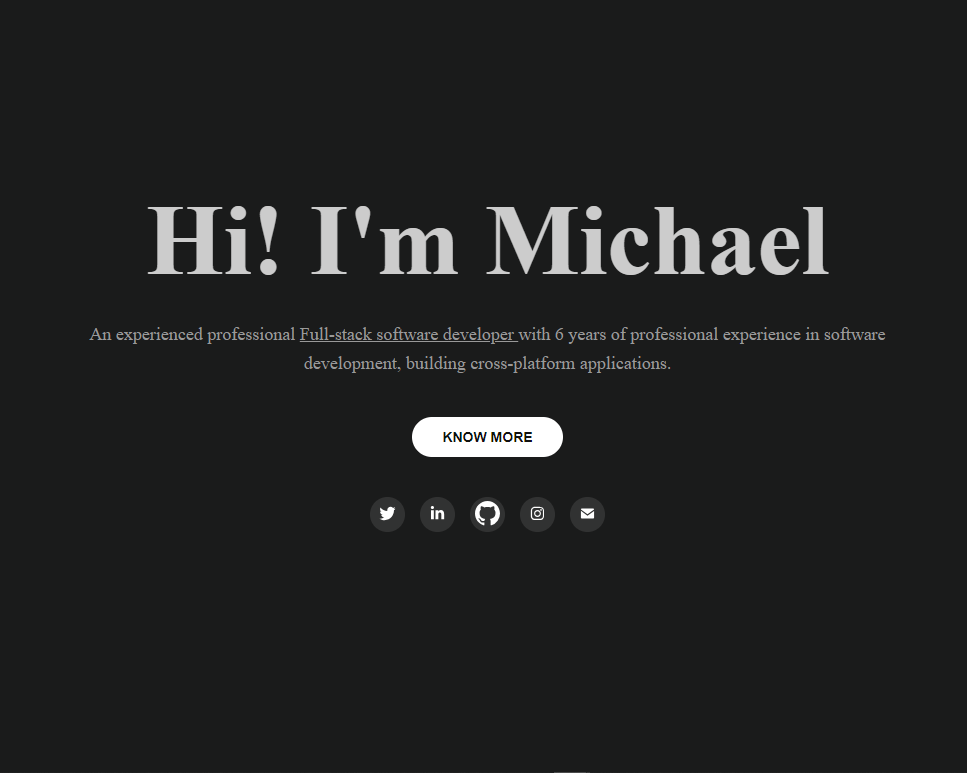 Hi! I'm Michael
An experienced professional Full-stack software developer with 6 years of professional experience in software
development, building cross-platform applications.
KNOW MORE
in